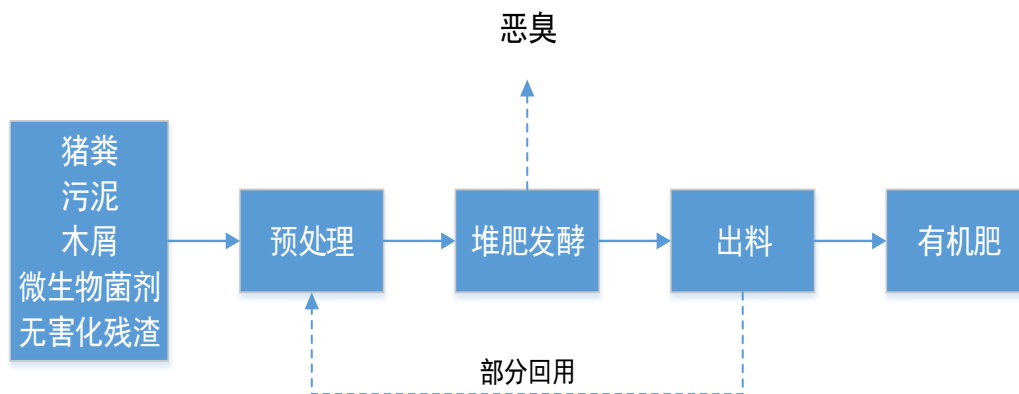 恶臭
猪粪
污泥
木屑
微生物菌剂
无害化残渣
预处理
堆肥发酵
出料
有机肥
部分回用